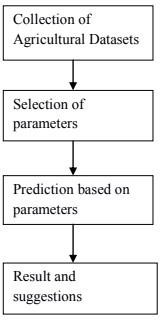 Collection of
Agricultural Datasets
Selection of
parameters
Prediction based on
parameters
Result and
suggestions